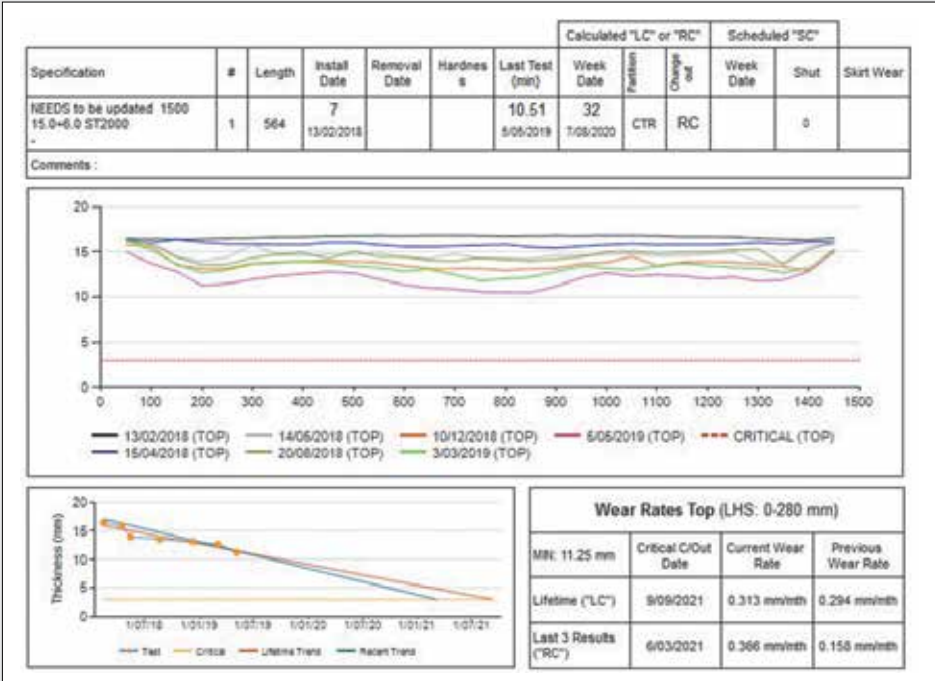 Calculated "LC" or "RC" Scheduled "SC"
Specification # Length Install Date Removal Date Hardness Last Test (min) Week Date Partition Change out Week Date Shut Skirt Wear
NEEDS to be updated 1500 15.0+6.0 ST2000 - 1 564 7 13/02/2018 10.51 5/05/2019 32 7/08/2020 CTR RC 0
Comments :
20
15
10
5
0
0 100 200 300 400 500 600 700 800 900 1000 1100 1200 1300 1400 1500
13/02/2018 (TOP) 14/05/2018 (TOP) 10/12/2018 (TOP) 5/05/2019 (TOP) CRITICAL (TOP)
15/04/2018 (TOP) 20/08/2018 (TOP) 3/03/2019 (TOP)
Thickness (mm)
20
15
10
5
0
1/07/18 1/01/19 1/07/19 1/01/20 1/07/20 1/01/21 1/07/21
Test Critical Lifetime Trend Recent Trend
Wear Rates Top (LHS: 0-280 mm)
MIN: 11.25 mm Critical C/Out Date Current Wear Rate Previous Wear Rate
Lifetime ("LC") 9/09/2021 0.313 mm/mth 0.294 mm/mth
Last 3 Results ("RC") 6/03/2021 0.366 mm/mth 0.158 mm/mth